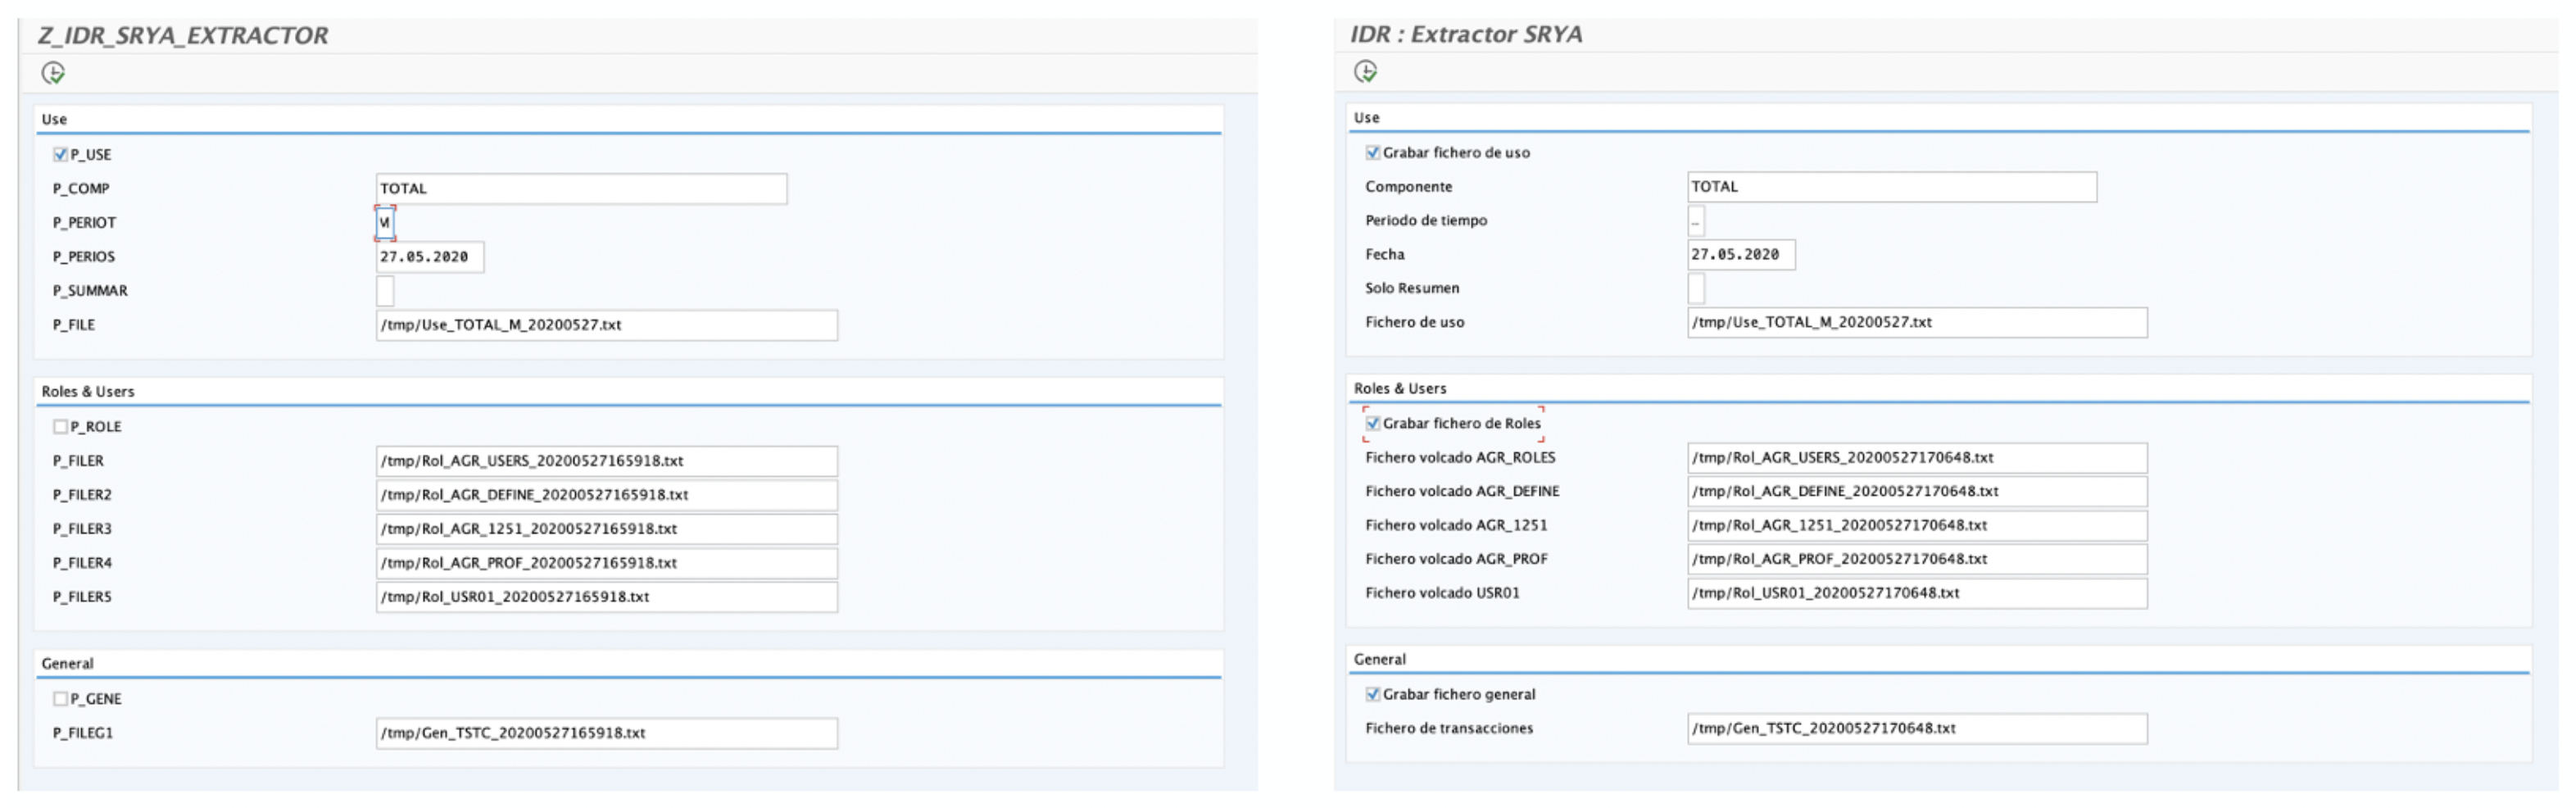 Z_IDR_SRYA_EXTRACTOR
Use
P_USE
P_COMP TOTAL
P_PERIOT M
P_PERIOS 27.05.2020
P_SUMMAR
P_FILE /tmp/Use_TOTAL_M_20200527.txt
Roles & Users
P_ROLE
P_FILER /tmp/Rol_AGR_USERS_20200527165918.txt
P_FILER2 /tmp/Rol_AGR_DEFINE_20200527165918.txt
P_FILER3 /tmp/Rol_AGR_1251_20200527165918.txt
P_FILER4 /tmp/Rol_AGR_PROF_20200527165918.txt
P_FILER5 /tmp/Rol_USR01_20200527165918.txt
General
P_GENE
P_FILEG1 /tmp/Gen_TSTC_20200527165918.txt
IDR : Extractor SRYA
Use
Grabar fichero de uso
Componente TOTAL
Periodo de tiempo
Fecha 27.05.2020
Solo Resumen
Fichero de uso /tmp/Use_TOTAL_M_20200527.txt
Roles & Users
Grabar fichero de Roles
Fichero volcado AGR_ROLES /tmp/Rol_AGR_USERS_20200527170648.txt
Fichero volcado AGR_DEFINE /tmp/Rol_AGR_DEFINE_20200527170648.txt
Fichero volcado AGR_1251 /tmp/Rol_AGR_1251_20200527170648.txt
Fichero volcado AGR_PROF /tmp/Rol_AGR_PROF_20200527170648.txt
Fichero volcado USR01 /tmp/Rol_USR01_20200527170648.txt
General
Grabar fichero general
Fichero de transacciones /tmp/Gen_TSTC_20200527170648.txt